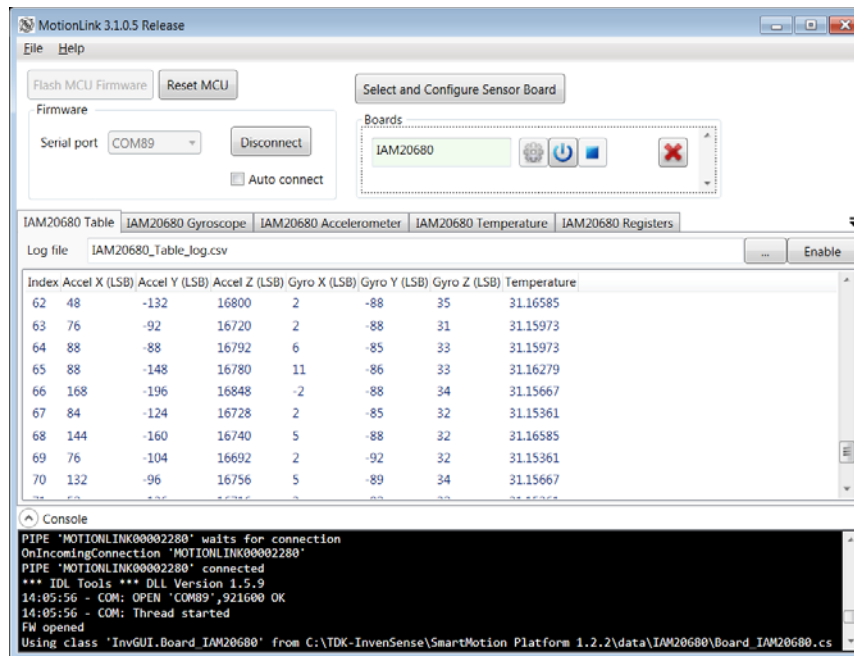 MotionLink 3.1.0.5 Release
File Help
Flash MCU Firmware Reset MCU
Select and Configure Sensor Board
Firmware
Boards
Serial port COM89 Disconnect
IAM20680
Auto connect
IAM20680 Table IAM20680 Gyroscope IAM20680 Accelerometer IAM20680 Temperature IAM20680 Registers
Log file IAM20680_Table_log.csv ... Enable
Index Accel X (LSB) Accel Y (LSB) Accel Z (LSB) Gyro X (LSB) Gyro Y (LSB) Gyro Z (LSB) Temperature
62 48 -132 16800 2 -88 35 31.16585
63 76 -92 16720 2 -88 31 31.15973
64 88 -88 16792 6 -85 33 31.15973
65 88 -148 16780 11 -86 33 31.16279
66 168 -196 16848 -2 -88 34 31.15667
67 84 -124 16728 2 -85 32 31.15361
68 144 -160 16740 5 -88 32 31.16585
69 76 -104 16692 2 -92 32 31.15361
70 132 -96 16756 5 -89 34 31.15667
Console
PIPE 'MOTIONLINK00002280' waits for connection
OnIncomingConnection 'MOTIONLINK00002280'
PIPE 'MOTIONLINK00002280' connected
*** IDL Tools *** DLL Version 1.5.9
14:05:56 - COM: OPEN 'COM89',921600 OK
14:05:56 - COM: Thread started
FW opened
Using class 'InvGUI.Board_IAM20680' from C:\TDK-InvenSense\SmartMotion Platform 1.2.2\data\IAM20680\Board_IAM20680.cs